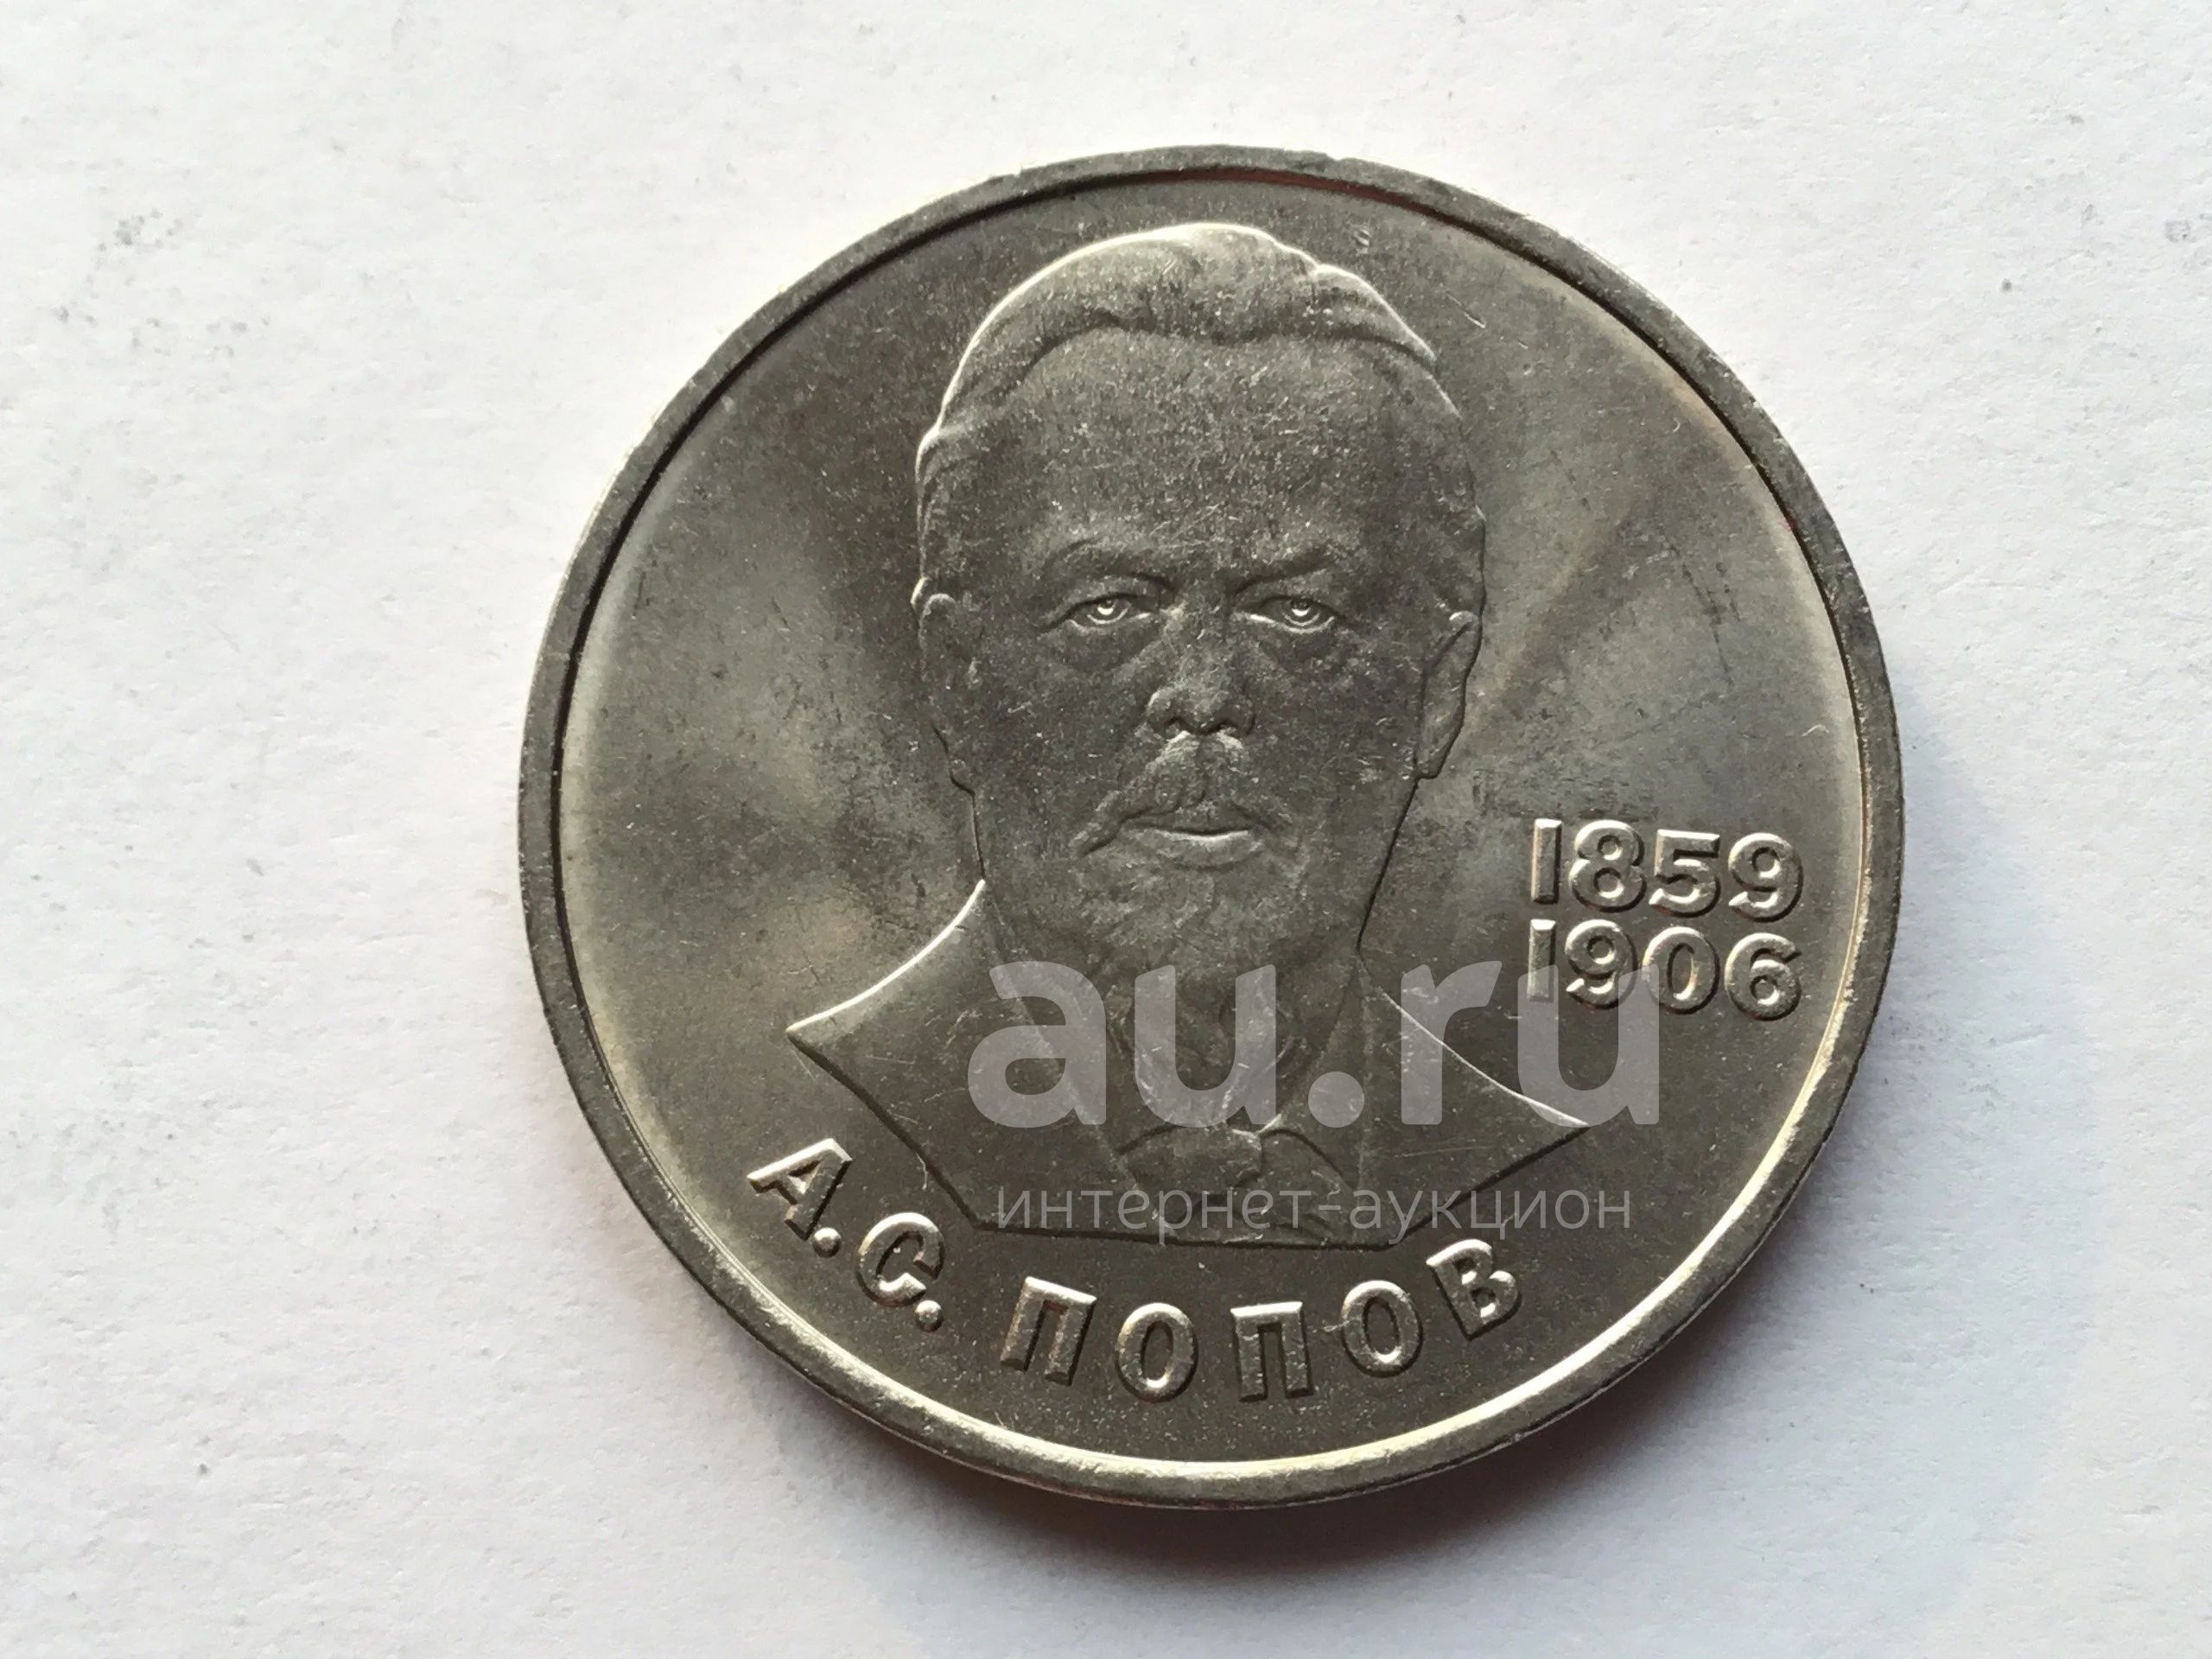 1859
1906
А.С. ПОПОВ
au.ru
интернет-аукцион